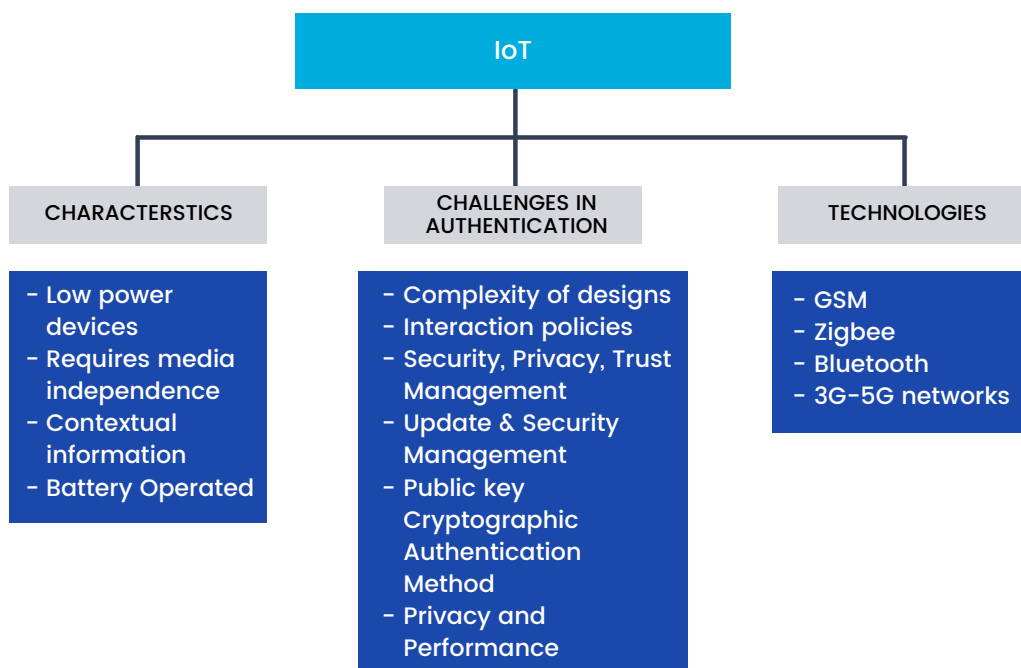 IoT
CHARACTERSTICS
- Low power
devices
- Requires media
independence
- Contextual
information
- Battery Operated
CHALLENGES IN
AUTHENTICATION
- Complexity of designs
- Interaction policies
- Security, Privacy, Trust
Management
- Update & Security
Management
- Public key
Cryptographic
Authentication
Method
- Privacy and
Performance
TECHNOLOGIES
- GSM
- Zigbee
- Bluetooth
- 3G-5G networks